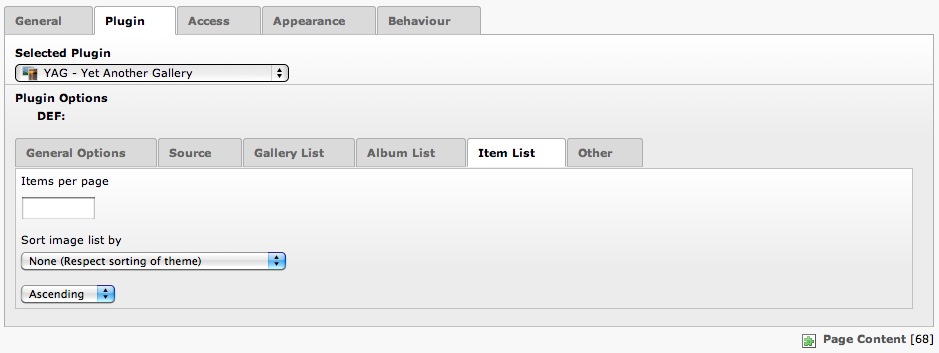 General Plugin Access Appearance Behaviour
Selected Plugin
YAG - Yet Another Gallery
Plugin Options
DEF:
General Options Source Gallery List Album List Item List Other
Items per page
Sort image list by
None (Respect sorting of theme)
Ascending
Page Content [68]